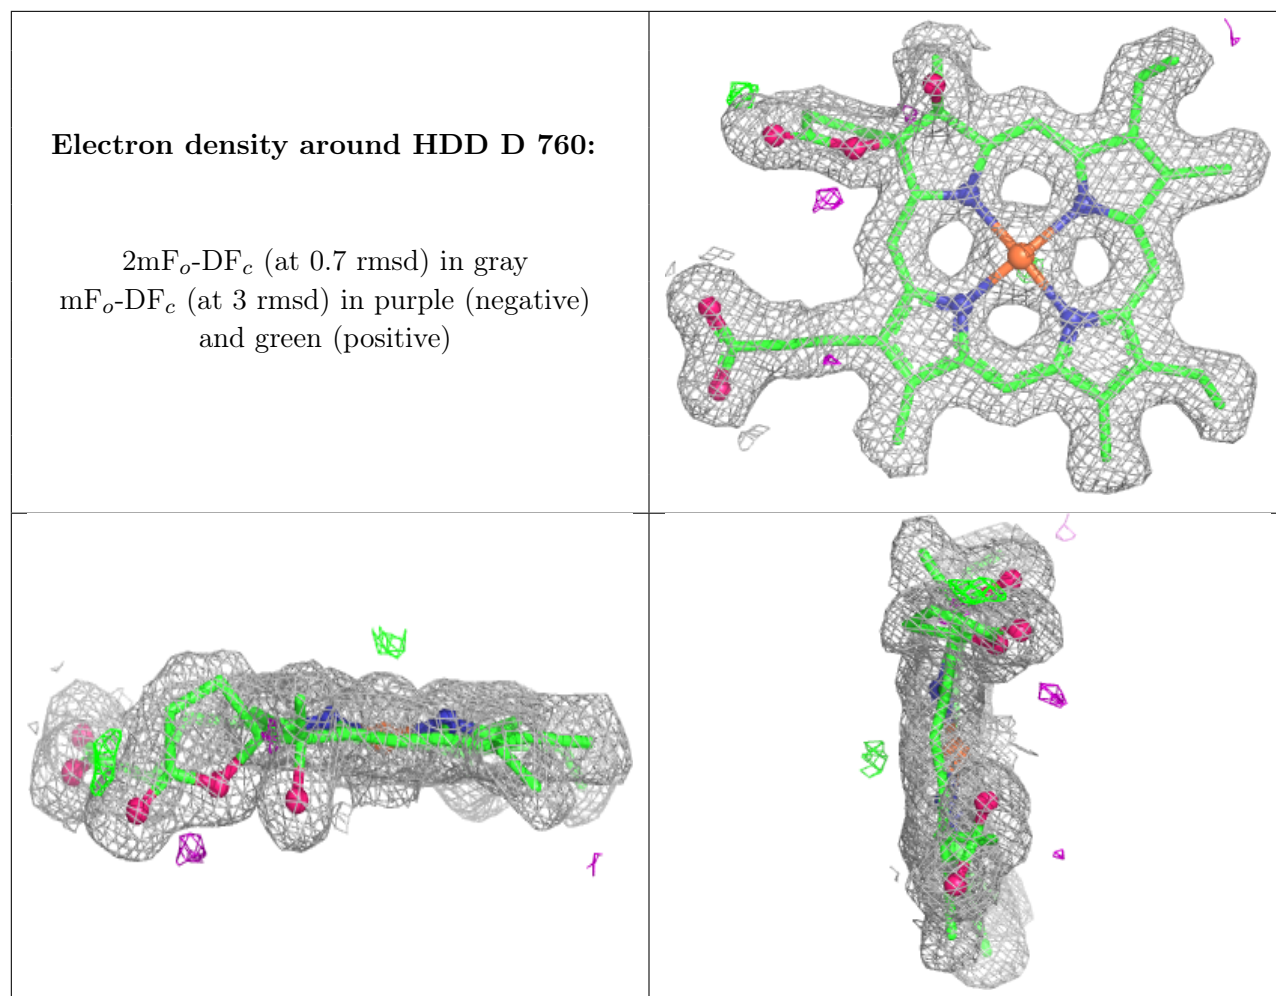 Electron density around HDD D 760:
2mFo-DFc (at 0.7 rmsd) in gray
mFo-DFc (at 3 rmsd) in purple (negative)
and green (positive)